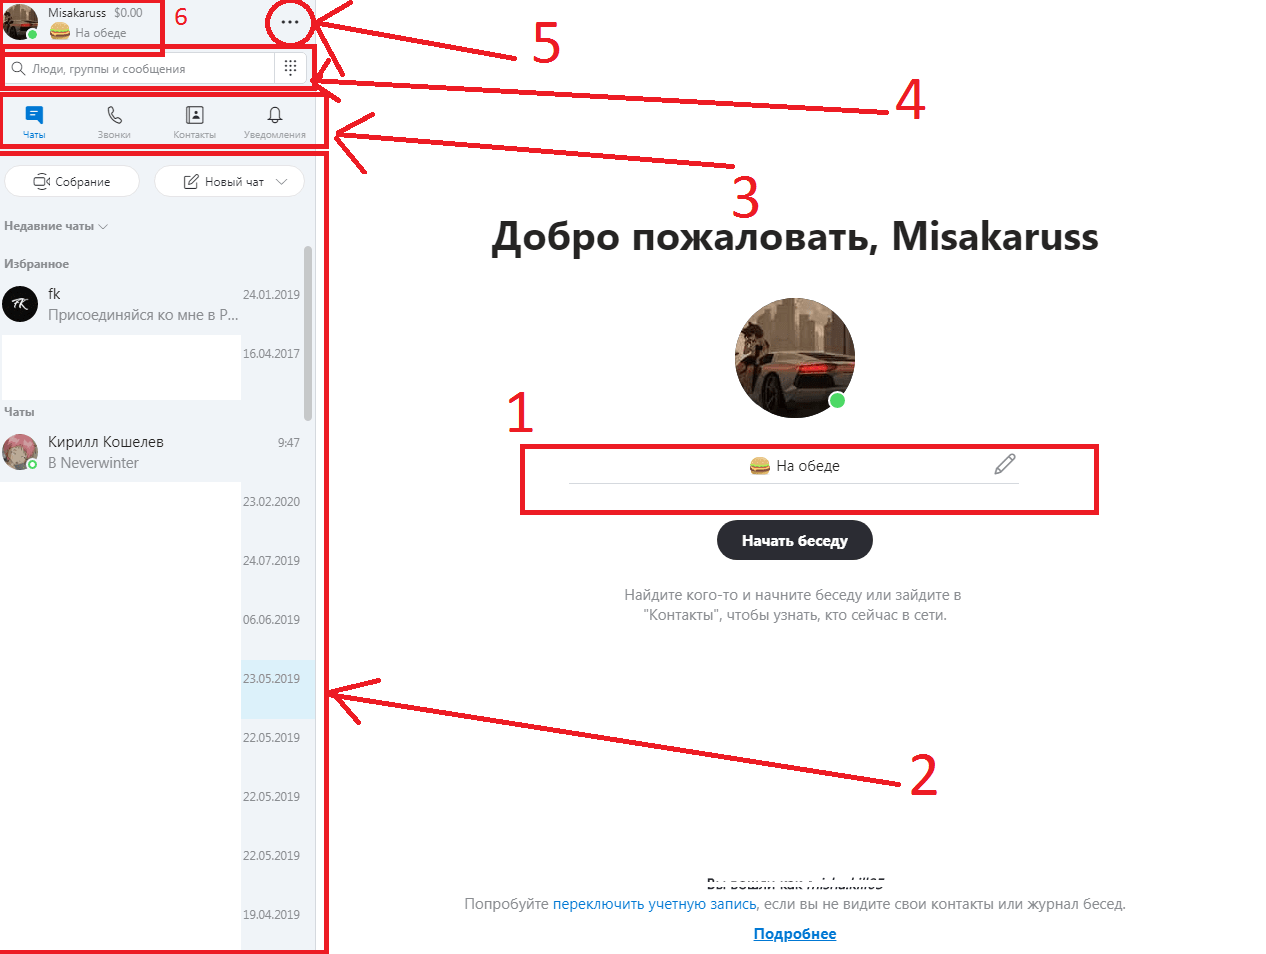 Misakaruss $0.00
На обеде
6
5
Люди, группы и сообщения
4
Чаты Звонки Контакты Уведомления
3
Собрание Новый чат
Недавние чаты
Добро пожаловать, Misakaruss
Избранное
fk 24.01.2019
Присоединяйся ко мне в P...
16.04.2017
Чаты
1
Кирилл Кошелев 9:47
В Neverwinter
На обеде
23.02.2020
Начать беседу
24.07.2019
Найдите кого-то и начните беседу или зайдите в
"Контакты", чтобы узнать, кто сейчас в сети.
06.06.2019
23.05.2019
22.05.2019
2
22.05.2019
22.05.2019
Вы вошли как
19.04.2019
Попробуйте переключить учетную запись, если вы не видите свои контакты или журнал бесед.
Подробнее